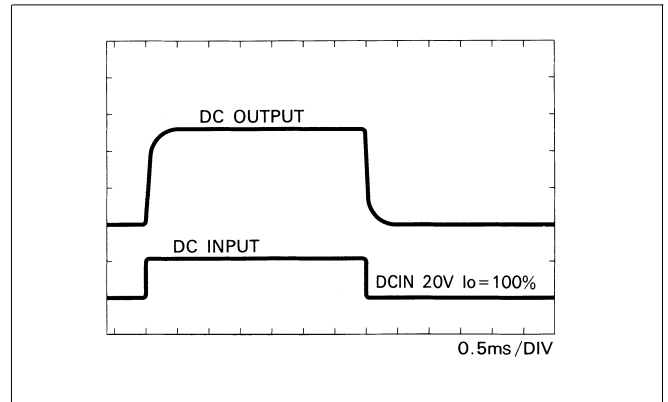 DC OUTPUT
DC INPUT
DCIN 20V Io=100%
0.5ms/DIV